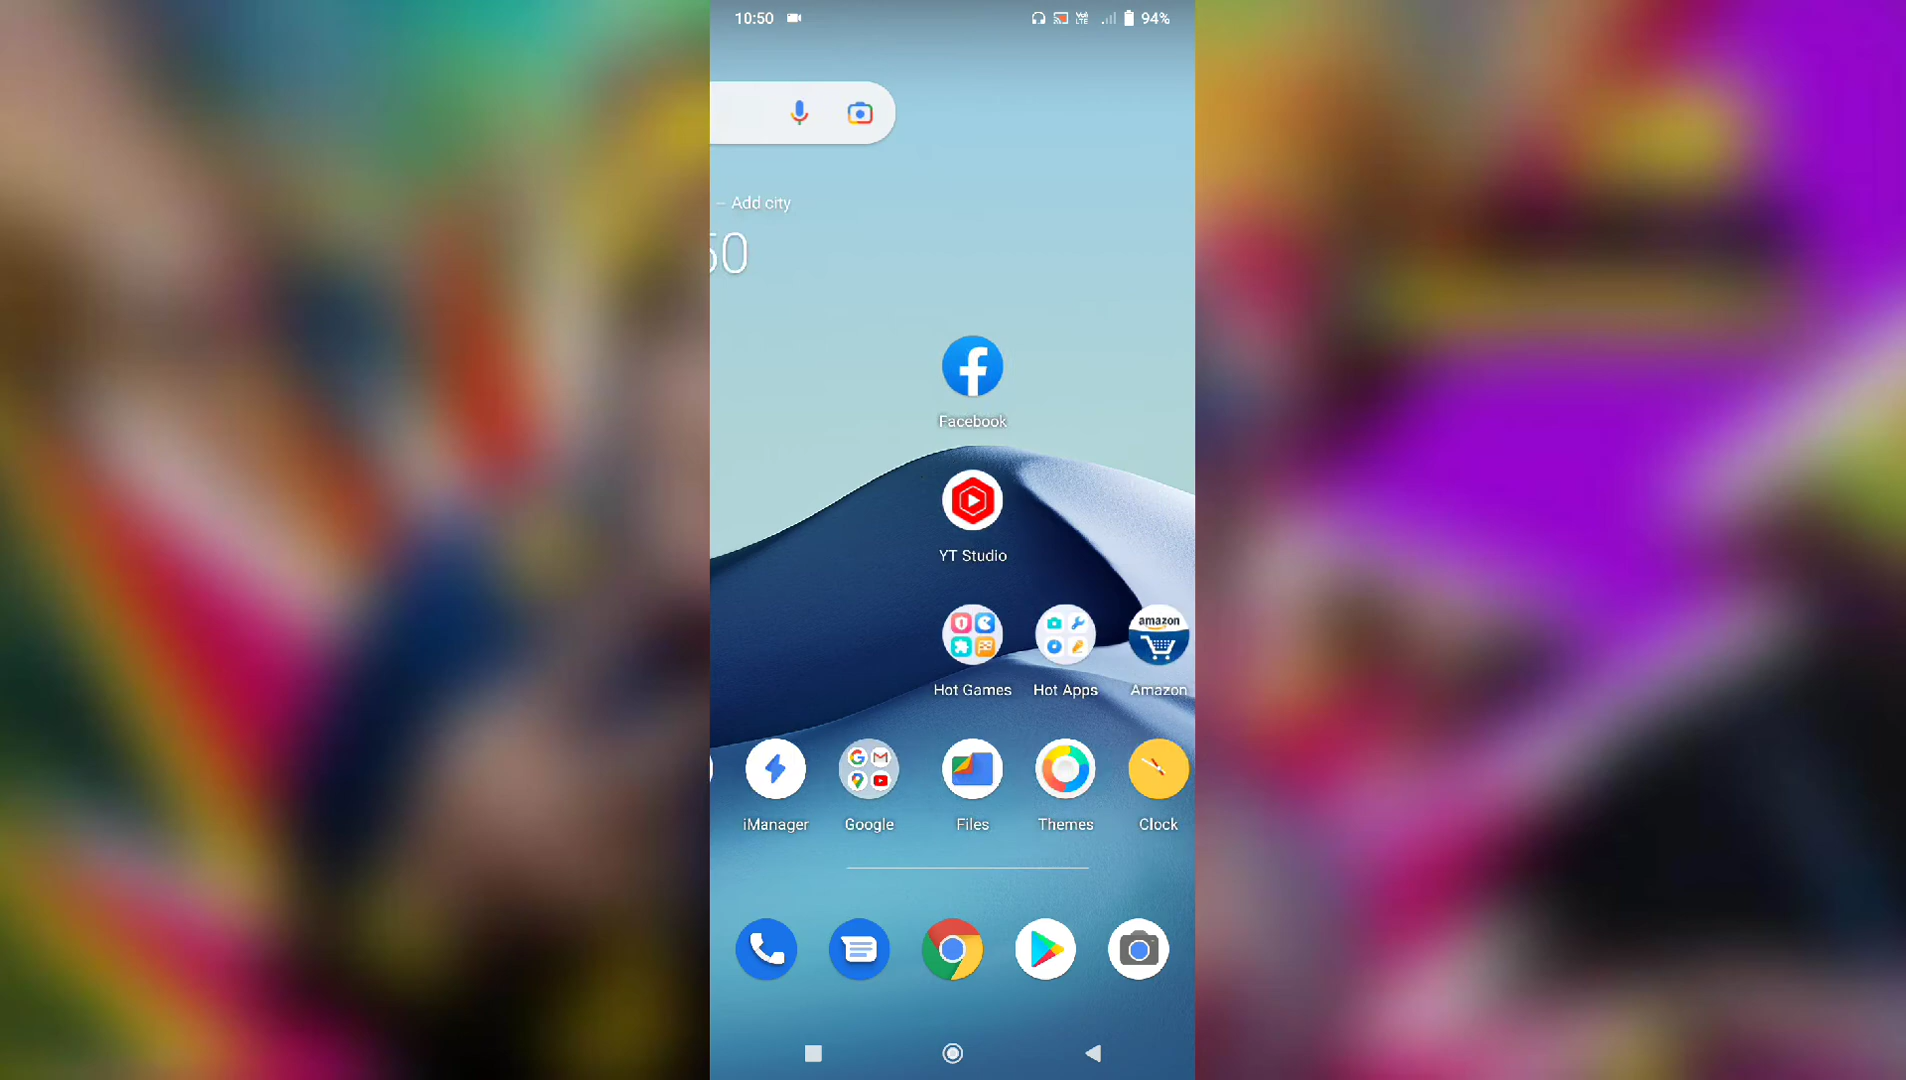 10:50
94%
– Add city
50
Facebook
YT Studio
amazon
Hot Games
Hot Apps
Amazon
iManager
Google
Files
Themes
Clock